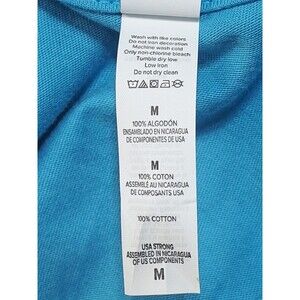 Wash with like colors
Do not iron decoration
Machine wash cold
Only non-chlorine bleach
Tumble dry low
Low iron
Do not dry clean
M
100% ALGODÓN
ENSAMBLADO EN NICARAGUA
DE COMPONENTES DE USA
M
100% COTON
ASSEMBLÉ AU NICARAGUA
DE COMPOSANTS USA
100% COTTON
USA STRONG
ASSEMBLED IN NICARAGUA
OF US COMPONENTS
M